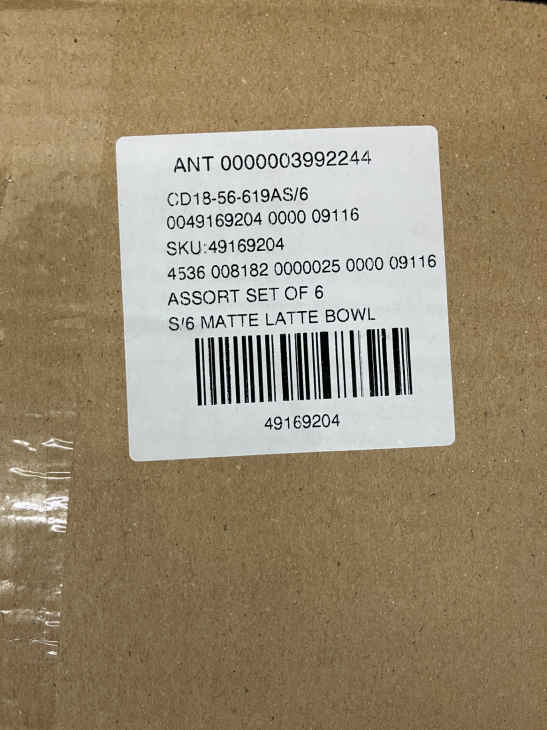 ANT 0000003992244
CD18-56-619AS/6
0049169204 0000 09116
SKU:49169204
4536 008182 0000025 0000 09116
ASSORT SET OF 6
S/6 MATTE LATTE BOWL
49169204